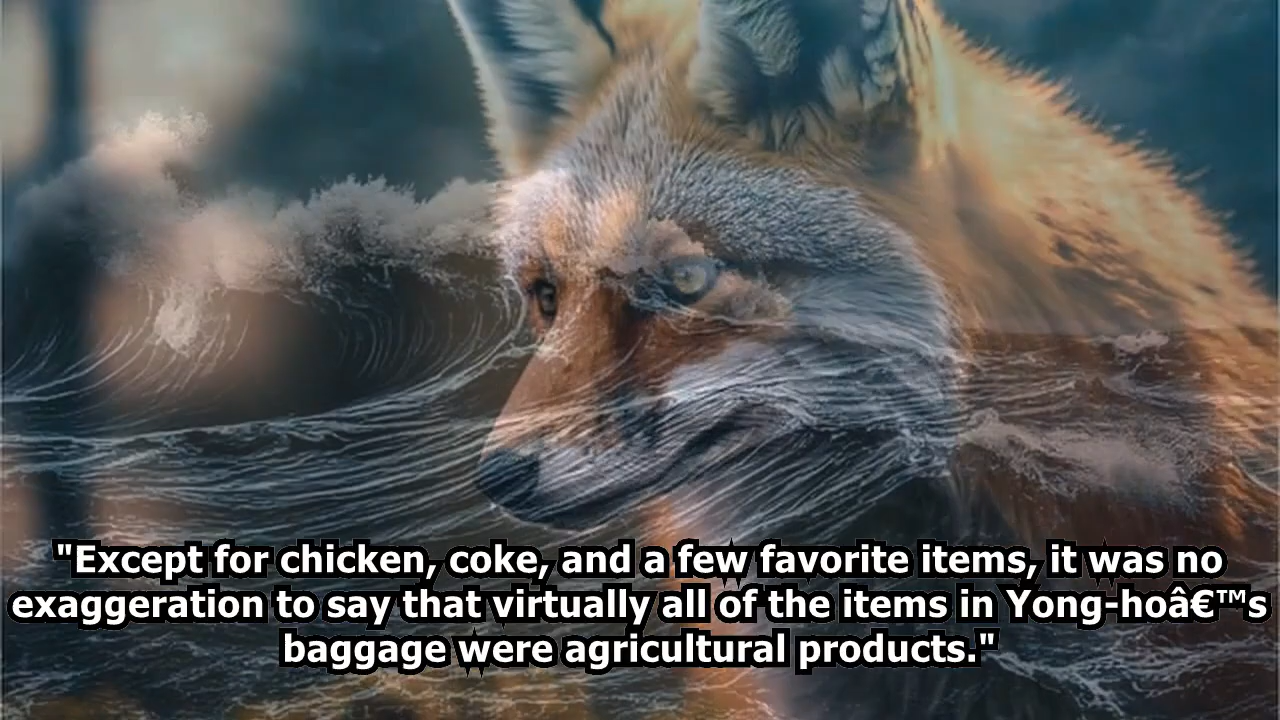 "Except for chicken, coke, and a few favorite items, it was no
exaggeration to say that virtually all of the items in Yong-hoâ€™s
baggage were agricultural products."